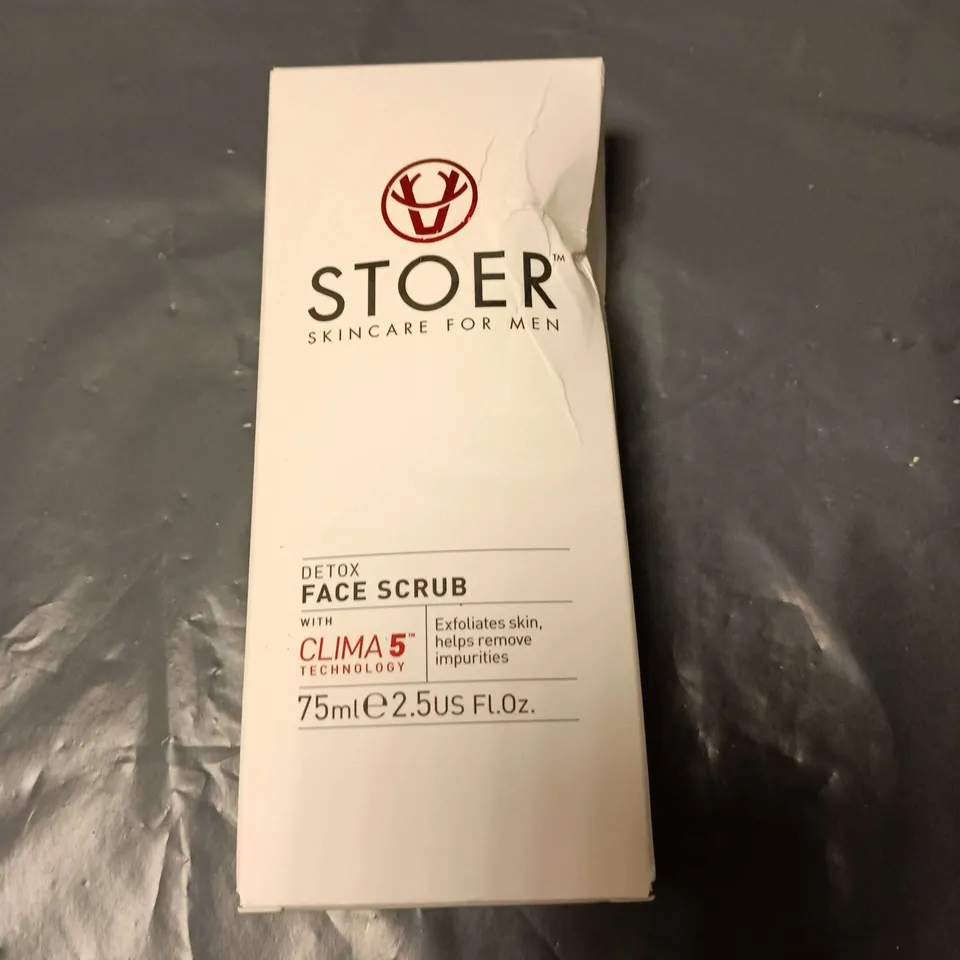 STOER™
SKINCARE FOR MEN
DETOX
FACE SCRUB
WITH
CLIMA 5™
TECHNOLOGY
Exfoliates skin,
helps remove
impurities
75ml℮2.5US Fl.Oz.